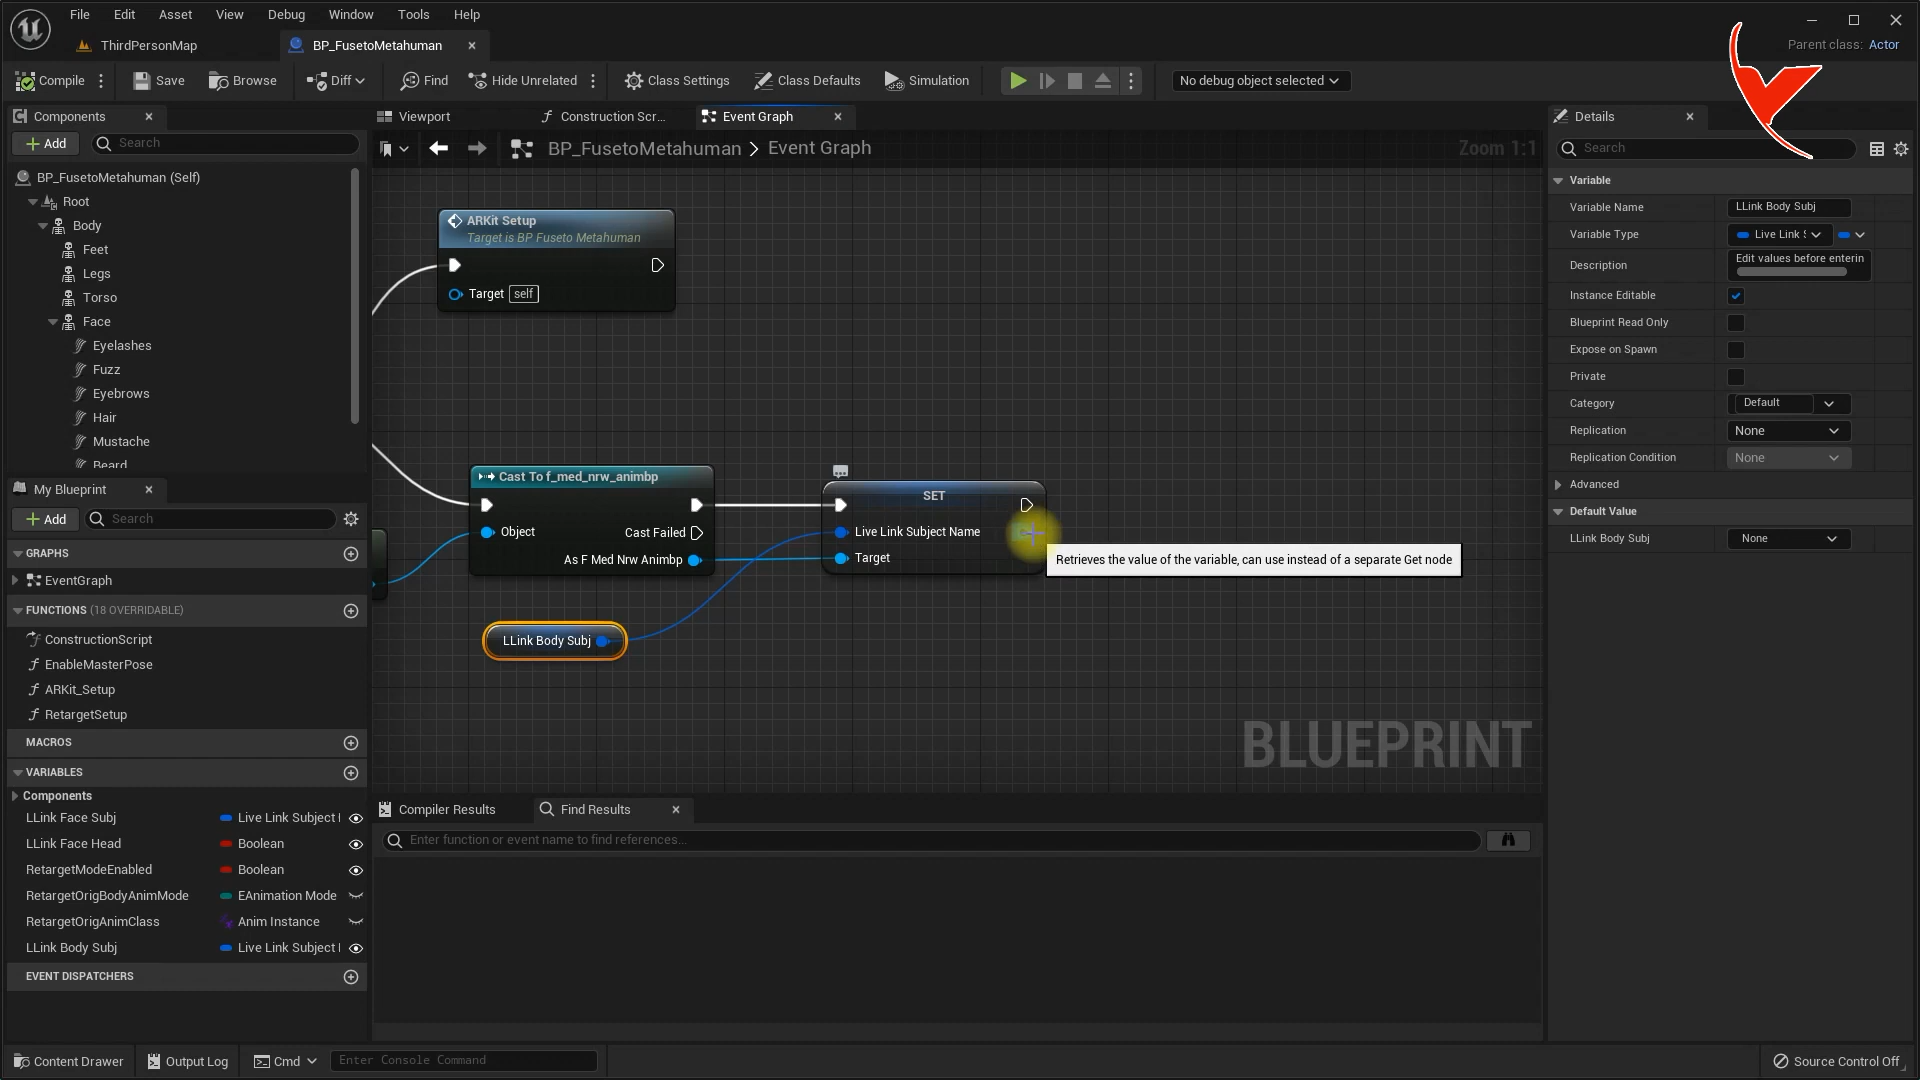 File Edit Asset View Debug Window Tools Help
ThirdPersonMap
BP_FusetoMetahuman
Parent class: Actor
Compile
Save
Browse
Diff
Find
Hide Unrelated
Class Settings
Class Defaults
Simulation
No debug object selected
Components
Add
Search
BP_FusetoMetahuman (Self)
Root
Body
Feet
Legs
Torso
Face
Eyelashes
Fuzz
Eyebrows
Hair
Mustache
Beard
My Blueprint
Add
Search
GRAPHS
EventGraph
FUNCTIONS (18 OVERRIDABLE)
ConstructionScript
EnableMasterPose
ARKit_Setup
RetargetSetup
MACROS
VARIABLES
Components
LLink Face Subj Live Link Subject
LLink Face Head Boolean
RetargetModeEnabled Boolean
RetargetOrigBodyAnimMode EAnimation Mode
RetargetOrigAnimClass Anim Instance
LLink Body Subj Live Link Subject
EVENT DISPATCHERS
Viewport
Construction Scr...
Event Graph
BP_FusetoMetahuman > Event Graph
Zoom 1:1
ARKit Setup
Target is BP Fuseto Metahuman
Target self
Cast To f_med_nrw_animbp
Object
Cast Failed
As F Med Nrw Animbp
SET
Live Link Subject Name
Target
Retrieves the value of the variable, can use instead of a separate Get node
LLink Body Subj
BLUEPRINT
Compiler Results
Find Results
Enter function or event name to find references...
Details
Search
Variable
Variable Name LLink Body Subj
Variable Type Live Link S
Description Edit values before enterin
Instance Editable
Blueprint Read Only
Expose on Spawn
Private
Category Default
Replication None
Replication Condition None
Advanced
Default Value
LLink Body Subj None
Content Drawer
Output Log
Cmd
Enter Console Command
Source Control Off